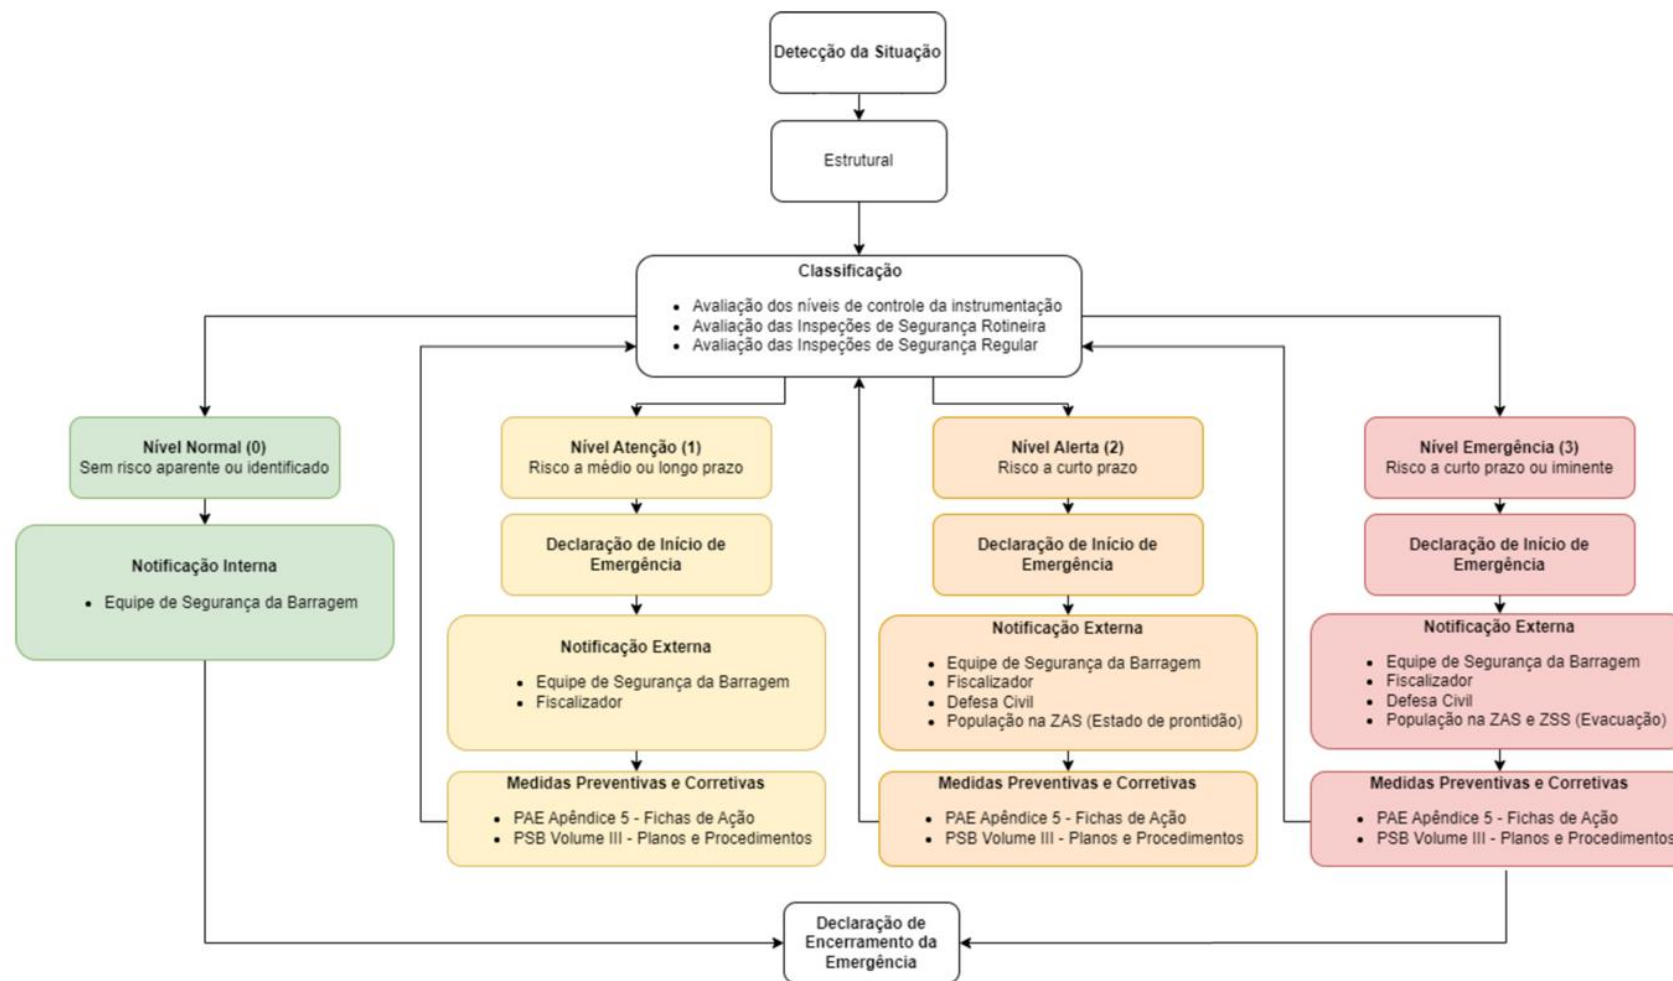 Detecção da Situação
Estrutural
Classificação
• Avaliação dos níveis de controle da instrumentação
• Avaliação das Inspeções de Segurança Rotineira
• Avaliação das Inspeções de Segurança Regular
Nível Normal (0)
Sem risco aparente ou identificado
Notificação Interna
• Equipe de Segurança da Barragem
Nível Atenção (1)
Risco a médio ou longo prazo
Declaração de Início de
Emergência
Notificação Externa
• Equipe de Segurança da Barragem
• Fiscalizador
Medidas Preventivas e Corretivas
• PAE Apêndice 5 - Fichas de Ação
• PSB Volume III - Planos e Procedimentos
Nível Alerta (2)
Risco a curto prazo
Declaração de Início de
Emergência
Notificação Externa
• Equipe de Segurança da Barragem
• Fiscalizador
• Defesa Civil
• População na ZAS (Estado de prontidão)
Medidas Preventivas e Corretivas
• PAE Apêndice 5 - Fichas de Ação
• PSB Volume III - Planos e Procedimentos
Nível Emergência (3)
Risco a curto prazo ou iminente
Declaração de Início de
Emergência
Notificação Externa
• Equipe de Segurança da Barragem
• Fiscalizador
• Defesa Civil
• População na ZAS e ZSS (Evacuação)
Medidas Preventivas e Corretivas
• PAE Apêndice 5 - Fichas de Ação
• PSB Volume III - Planos e Procedimentos
Declaração de
Encerramento da
Emergência